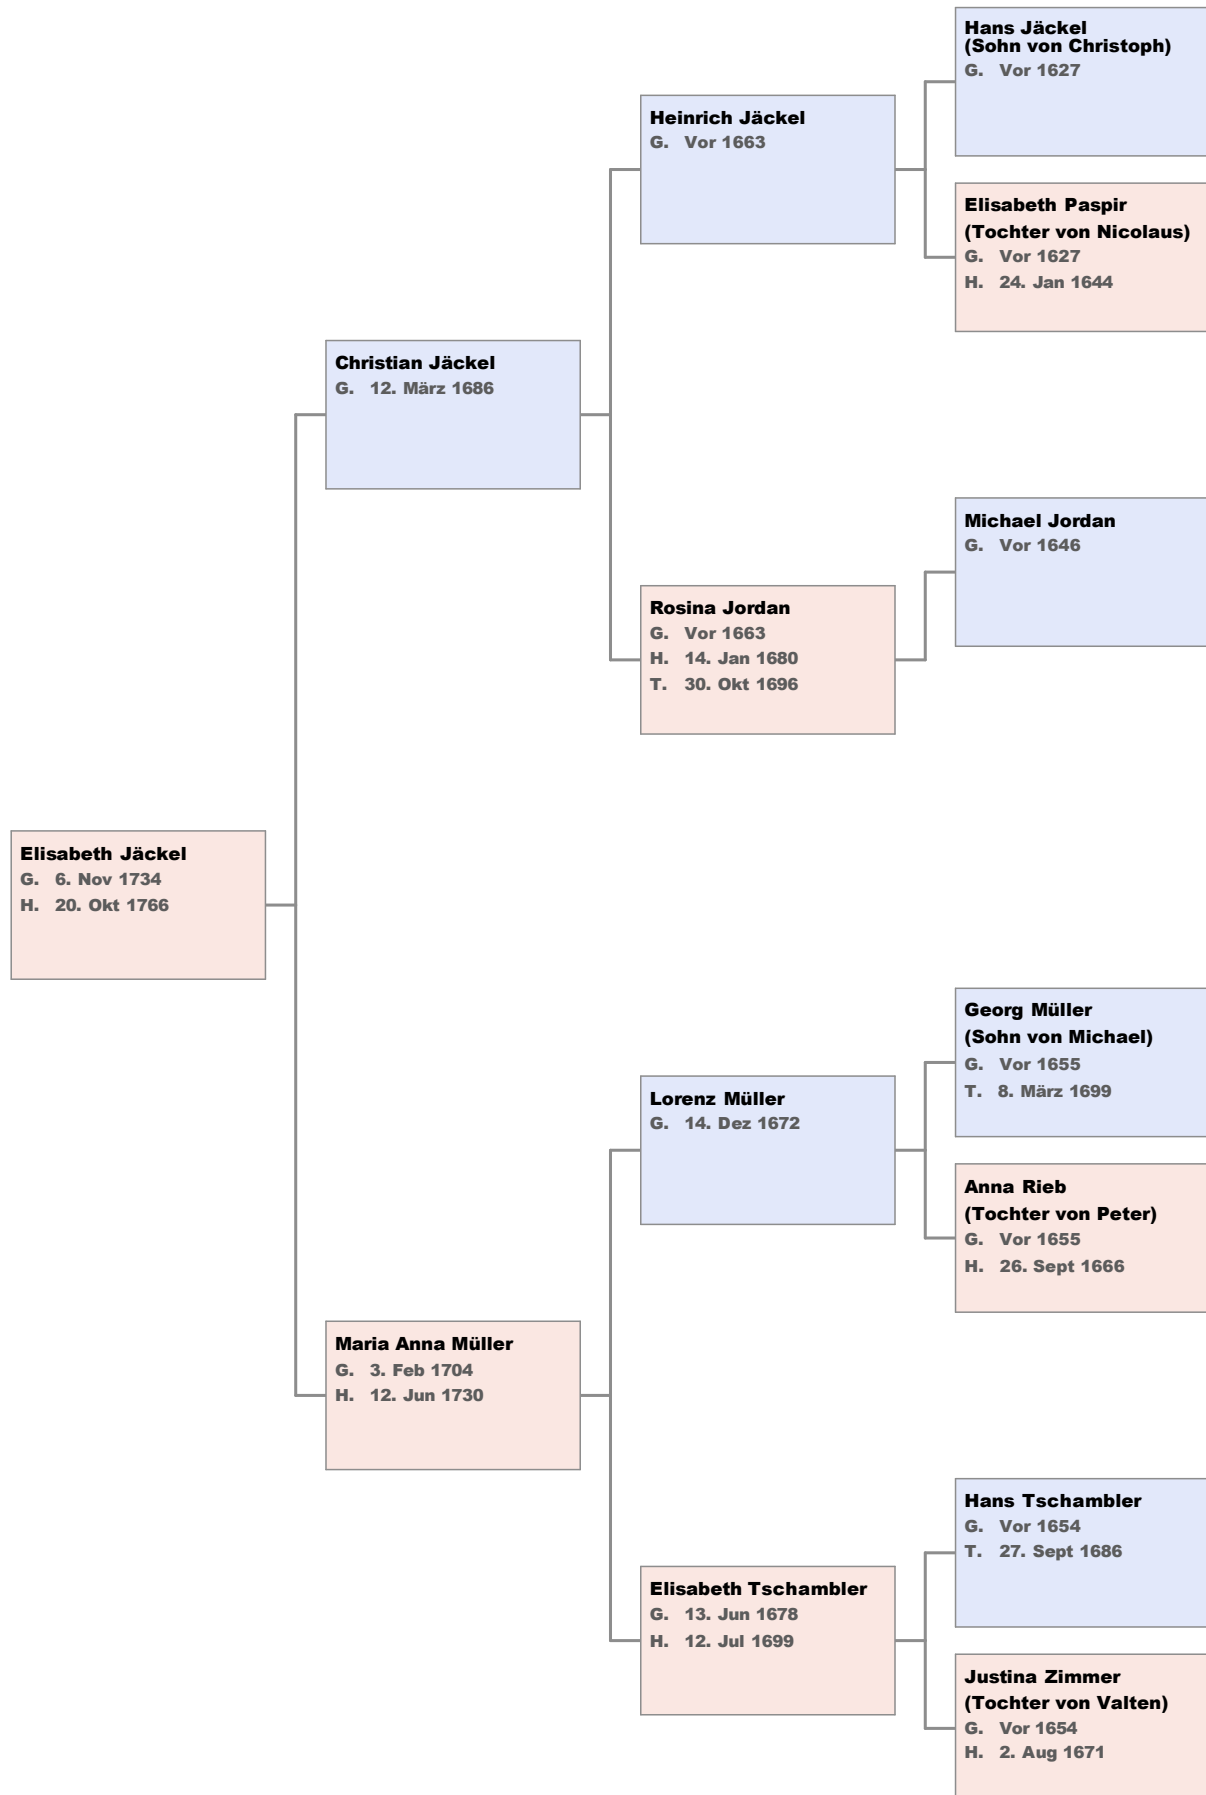 Hans Jäckel
(Sohn von Christoph)
G. Vor 1627
Heinrich Jäckel
G. Vor 1663
Elisabeth Paspir
(Tochter von Nicolaus)
G. Vor 1627
H. 24. Jan 1644
Christian Jäckel
G. 12. März 1686
Michael Jordan
G. Vor 1646
Rosina Jordan
G. Vor 1663
H. 14. Jan 1680
T. 30. Okt 1696
Elisabeth Jäckel
G. 6. Nov 1734
H. 20. Okt 1766
Georg Müller
(Sohn von Michael)
G. Vor 1655
T. 8. März 1699
Lorenz Müller
G. 14. Dez 1672
Anna Rieb
(Tochter von Peter)
G. Vor 1655
H. 26. Sept 1666
Maria Anna Müller
G. 3. Feb 1704
H. 12. Jun 1730
Hans Tschambler
G. Vor 1654
T. 27. Sept 1686
Elisabeth Tschambler
G. 13. Jun 1678
H. 12. Jul 1699
Justina Zimmer
(Tochter von Valten)
G. Vor 1654
H. 2. Aug 1671